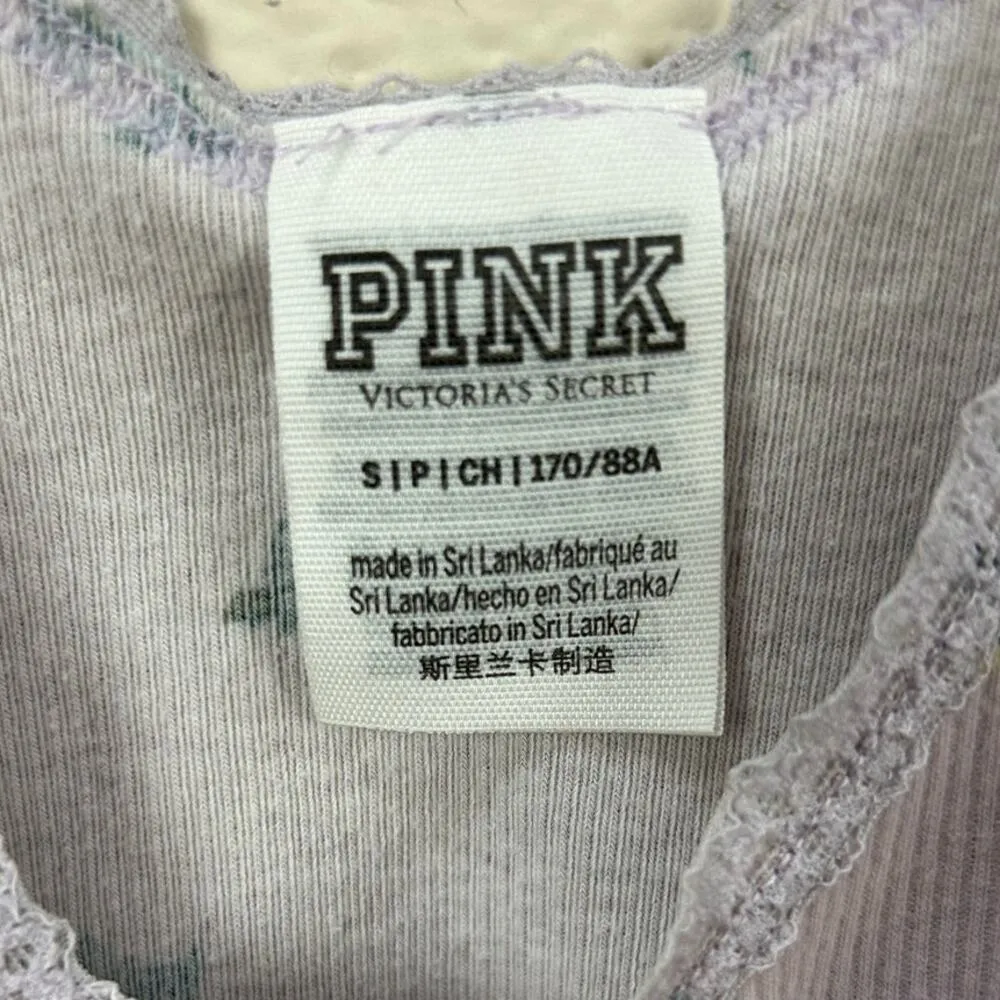 PINK
VICTORIA'S SECRET
S | P | CH | 170/88A
made in Sri Lanka/fabriqué au
Sri Lanka/hecho en Sri Lanka/
fabbricato in Sri Lanka/
斯里兰卡制造